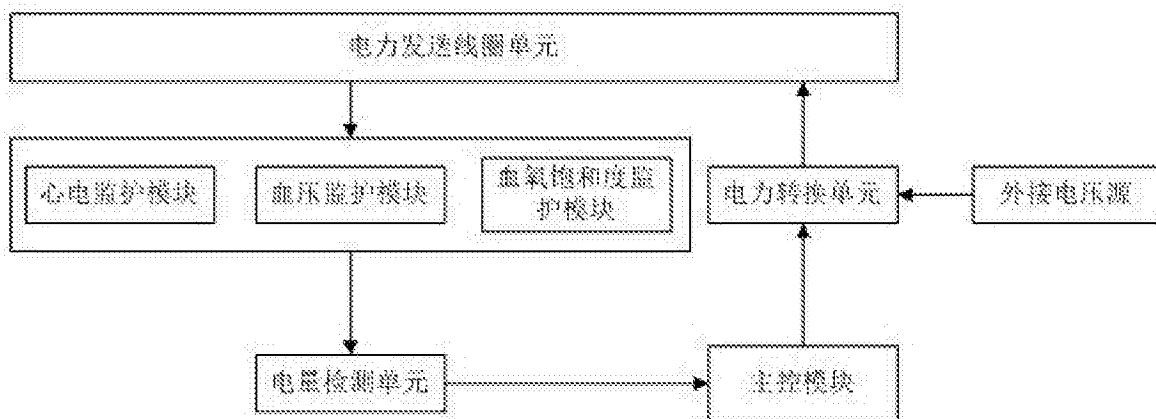 电力发送线圈单元
心电监护模块
血压监护模块
血氧饱和度监
护模块
电力转换单元
外接电压源
电量检测单元
主控模块